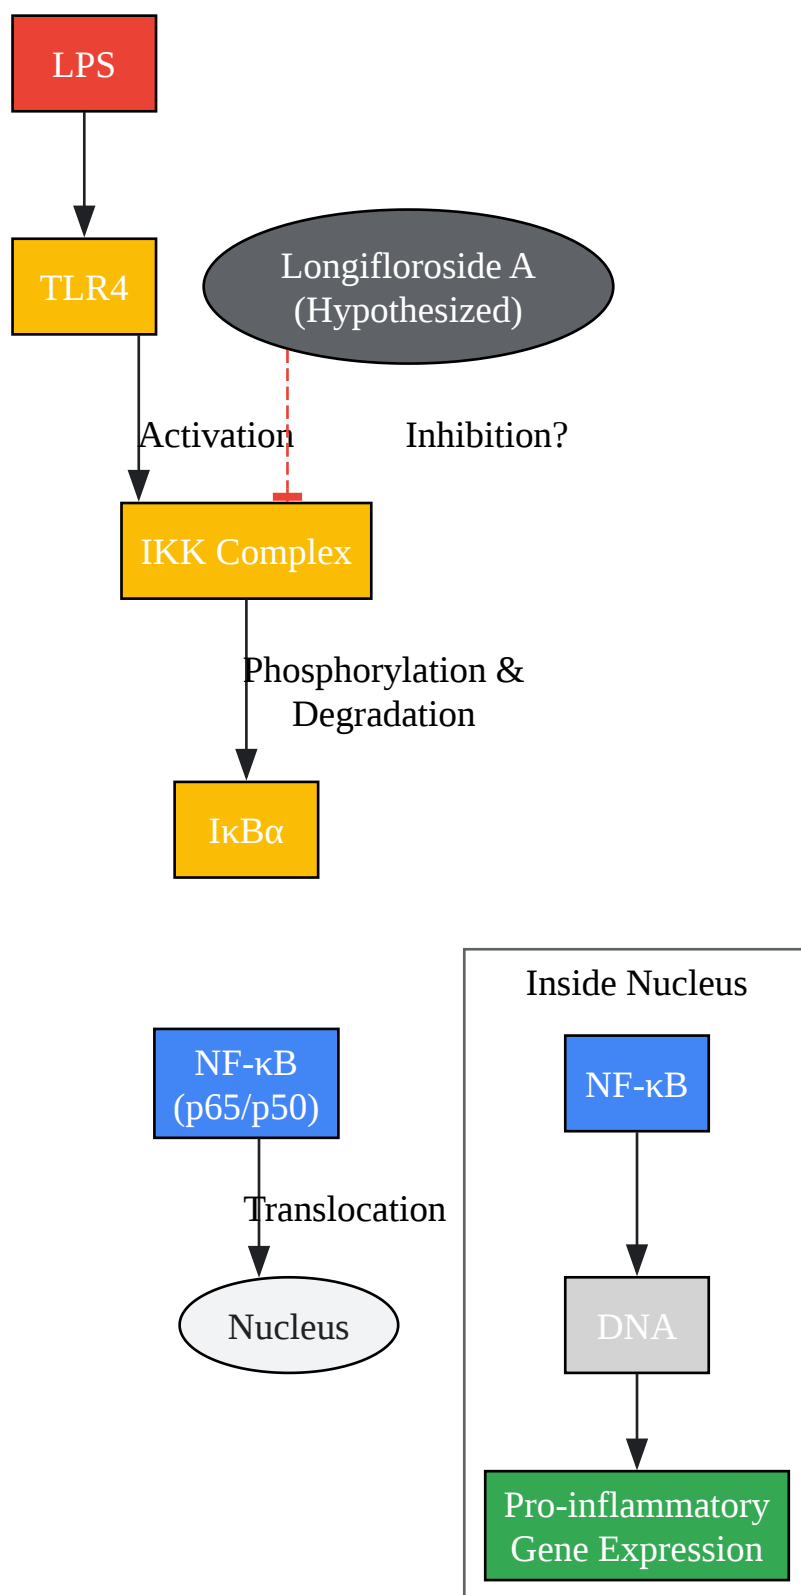 LPS
TLR4
Longifloroside A
(Hypothesized)
Activation
Inhibition?
IKK Complex
Phosphorylation &
Degradation
IκBα
NF-κB
(p65/p50)
Translocation
Nucleus
Inside Nucleus
NF-κB
DNA
Pro-inflammatory
Gene Expression